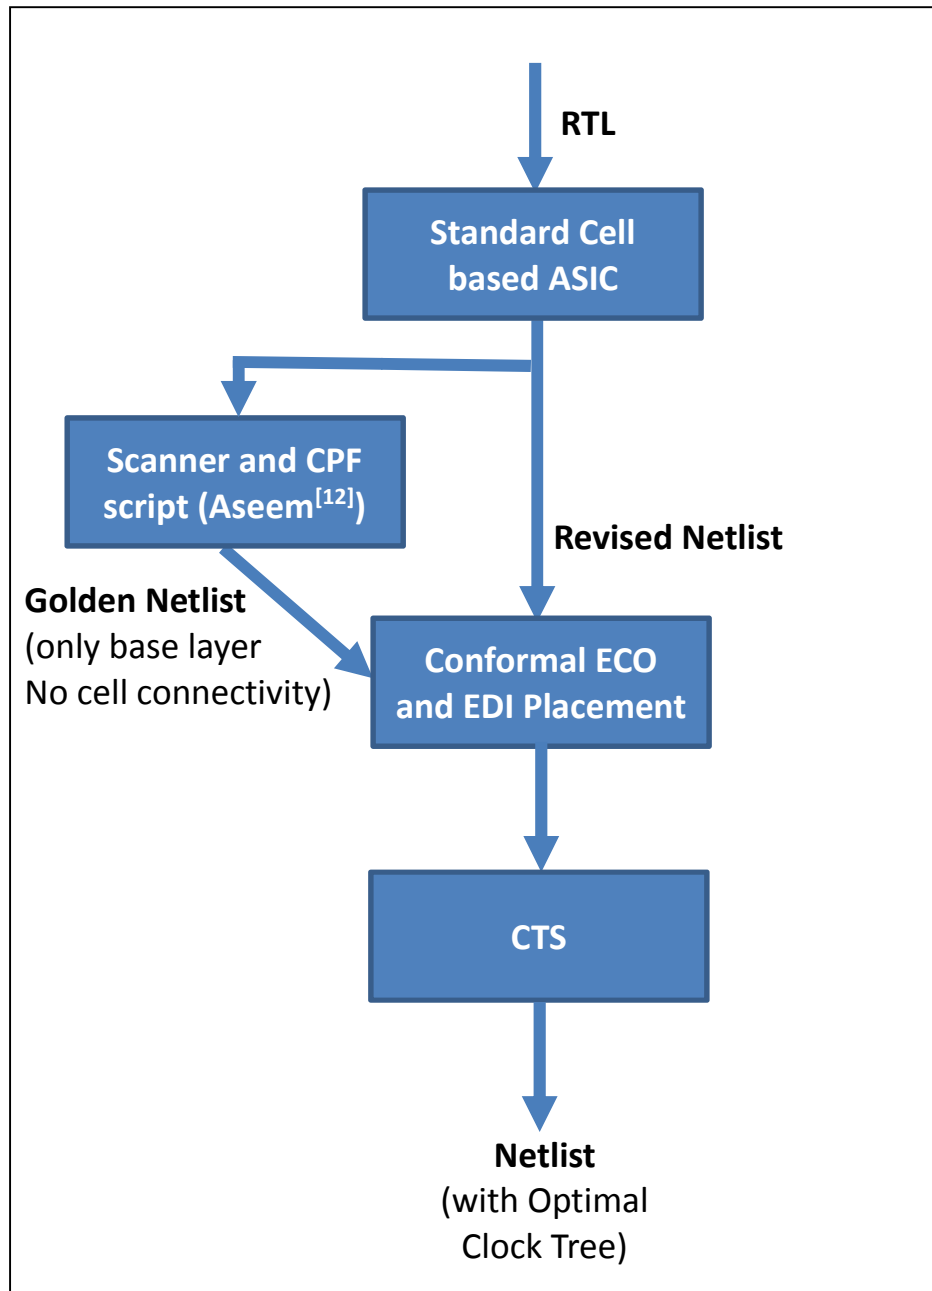 RTL
Standard Cell
based ASIC
Scanner and CPF
script (Aseem[12])
Revised Netlist
Golden Netlist
(only base layer
No cell connectivity)
Conformal ECO
and EDI Placement
CTS
Netlist
(with Optimal
Clock Tree)